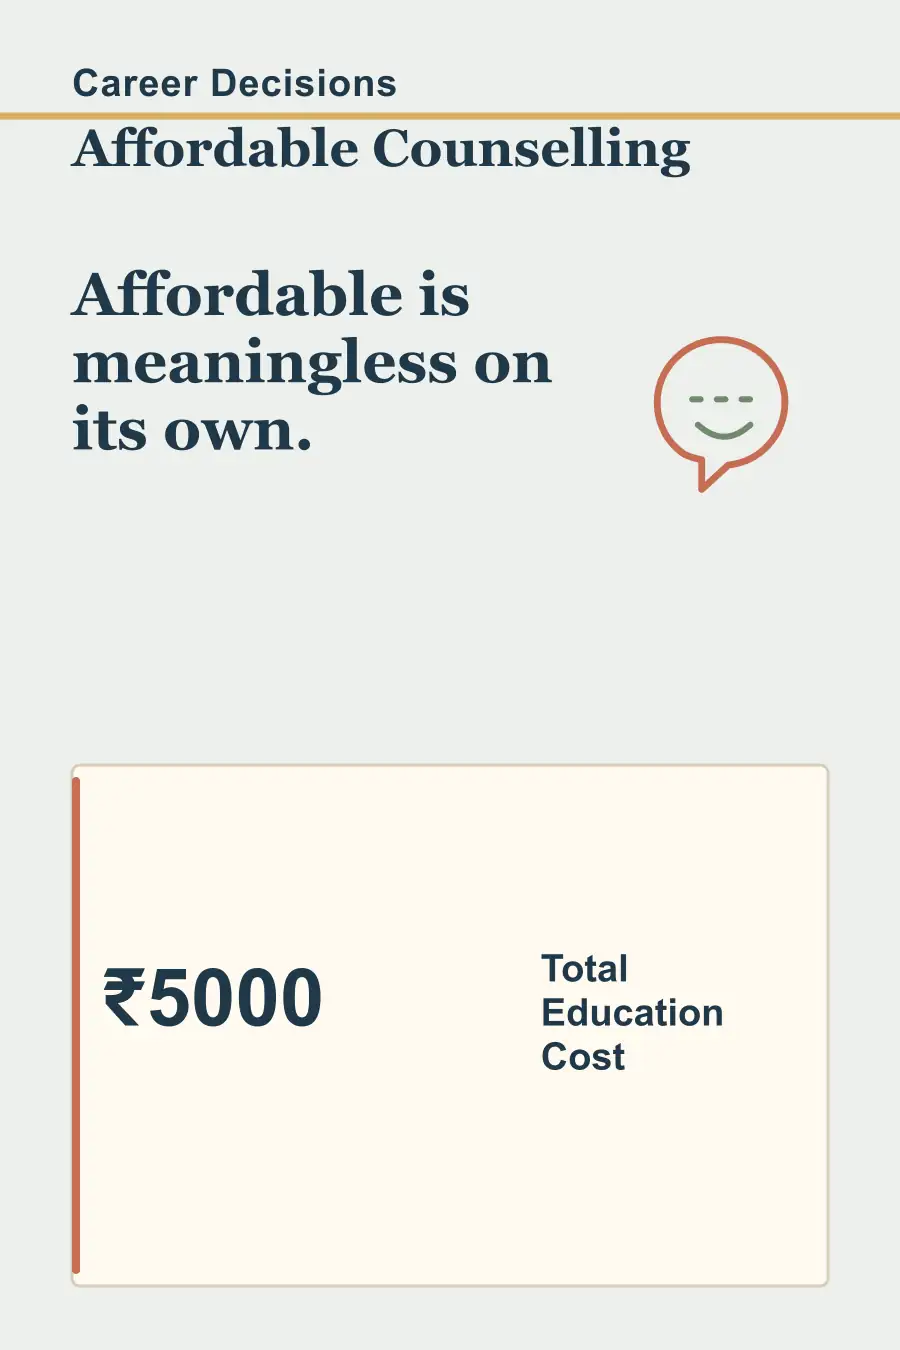 Career Decisions
Affordable Counselling
Affordable is
meaningless on
its own.
₹5000
Total
Education
Cost